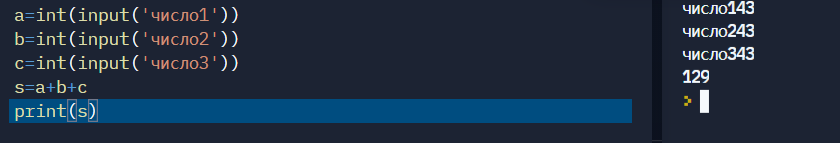 a=int(input('число1'))
b=int(input('число2'))
c=int(input('число3'))
s=a+b+c
print(s)
число143
число243
число343
129
>